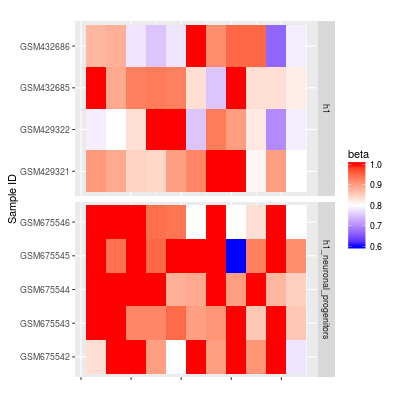 GSM432686
GSM432685
GSM429322
GSM429321
h1
GSM675546
GSM675545
GSM675544
GSM675543
GSM675542
h1_neuronal_progenitors
Sample ID
beta
1.0
0.9
0.8
0.7
0.6